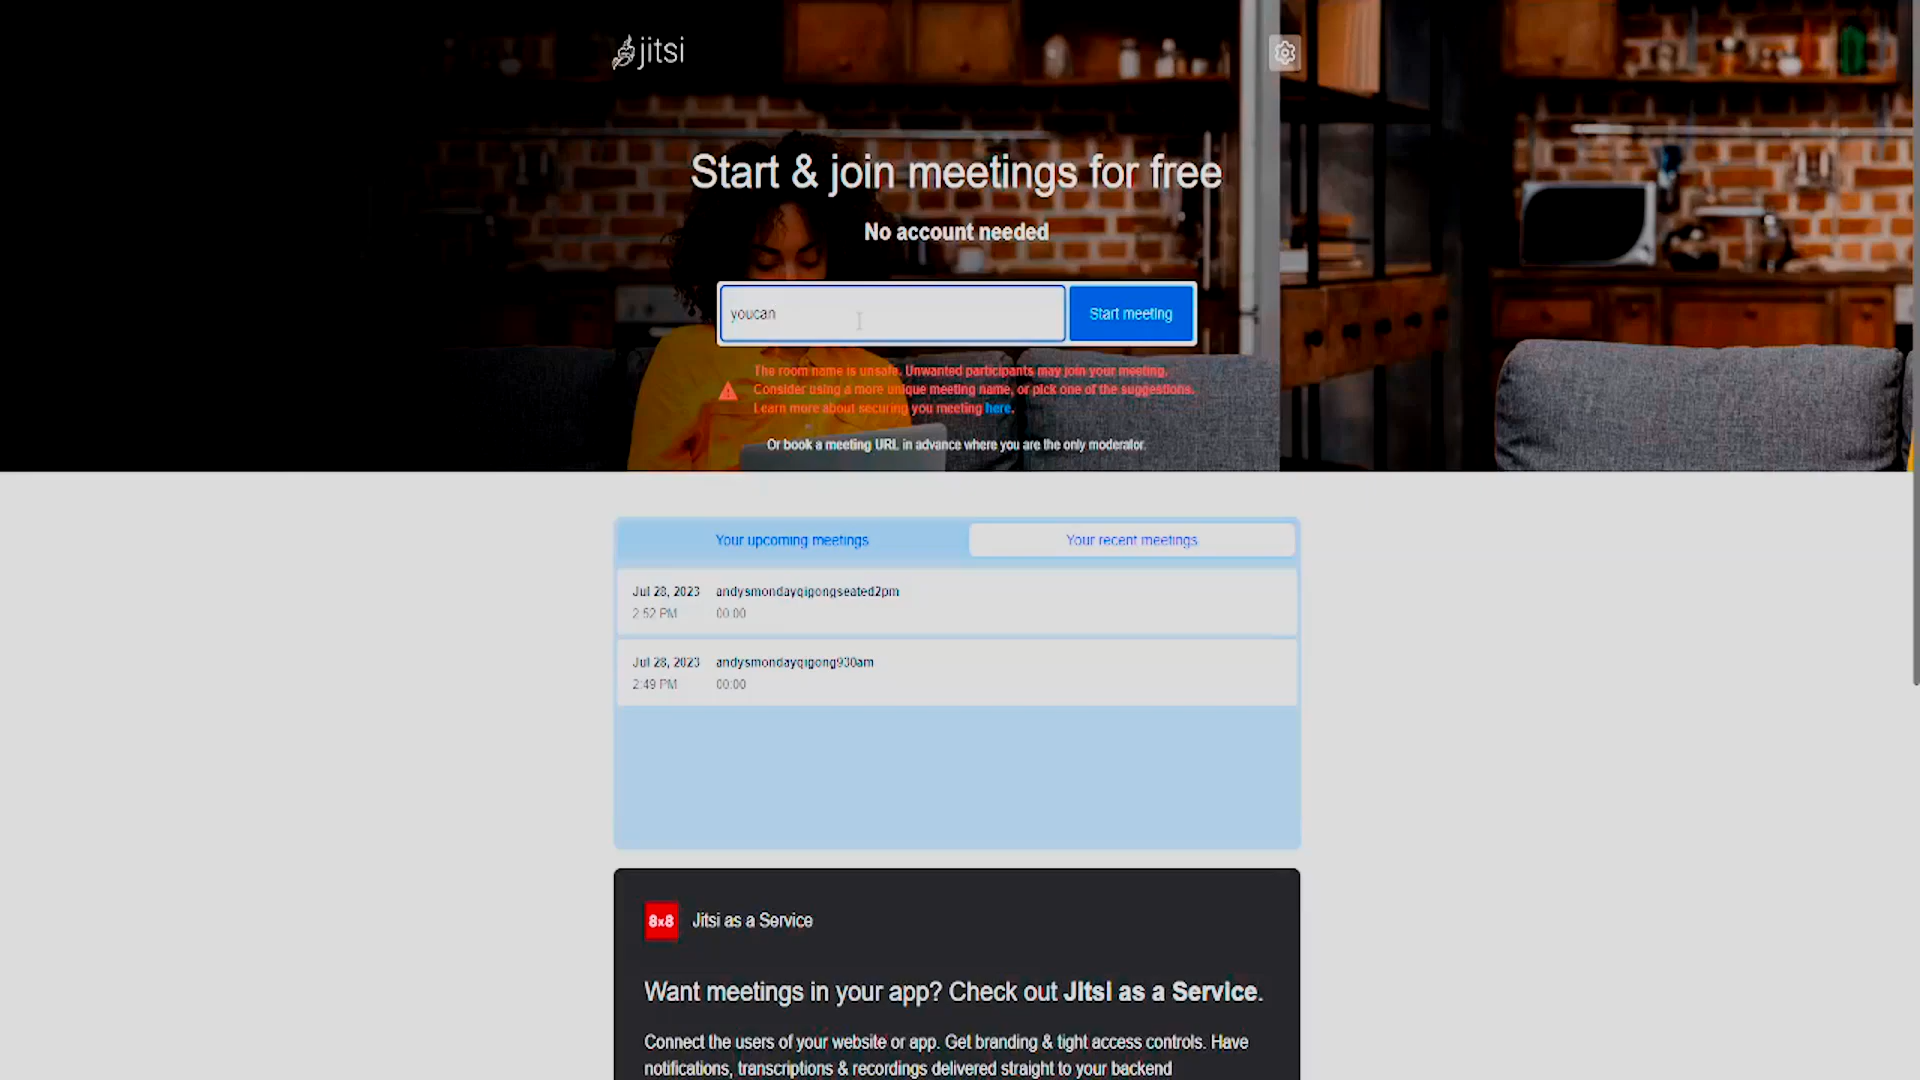 jitsi
Start & join meetings for free
No account needed
youcan
Start meeting
The room name is unsafe. Unwanted participants may join your meeting.
Consider using a more unique meeting name, or pick one of the suggestions.
Learn more about securing you meeting here.
Or book a meeting URL in advance where you are the only moderator.
Your upcoming meetings
Your recent meetings
Jul 28, 2023 andysmondayqigongseated2pm
2:52 PM 00:00
Jul 28, 2023 andysmondayqigong930am
2:49 PM 00:00
8x8 Jitsi as a Service
Want meetings in your app? Check out Jitsi as a Service.
Connect the users of your website or app. Get branding & tight access controls. Have
notifications, transcriptions & recordings delivered straight to your backend